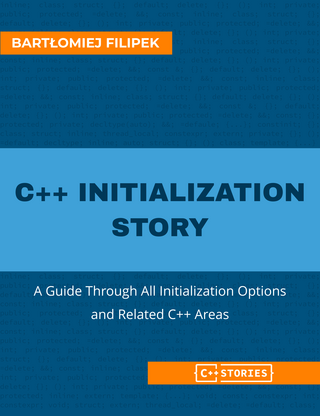 BARTŁOMIEJ FILIPEK
C++ INITIALIZATION
STORY
A Guide Through All Initialization Options
and Related C++ Areas
C++ STORIES